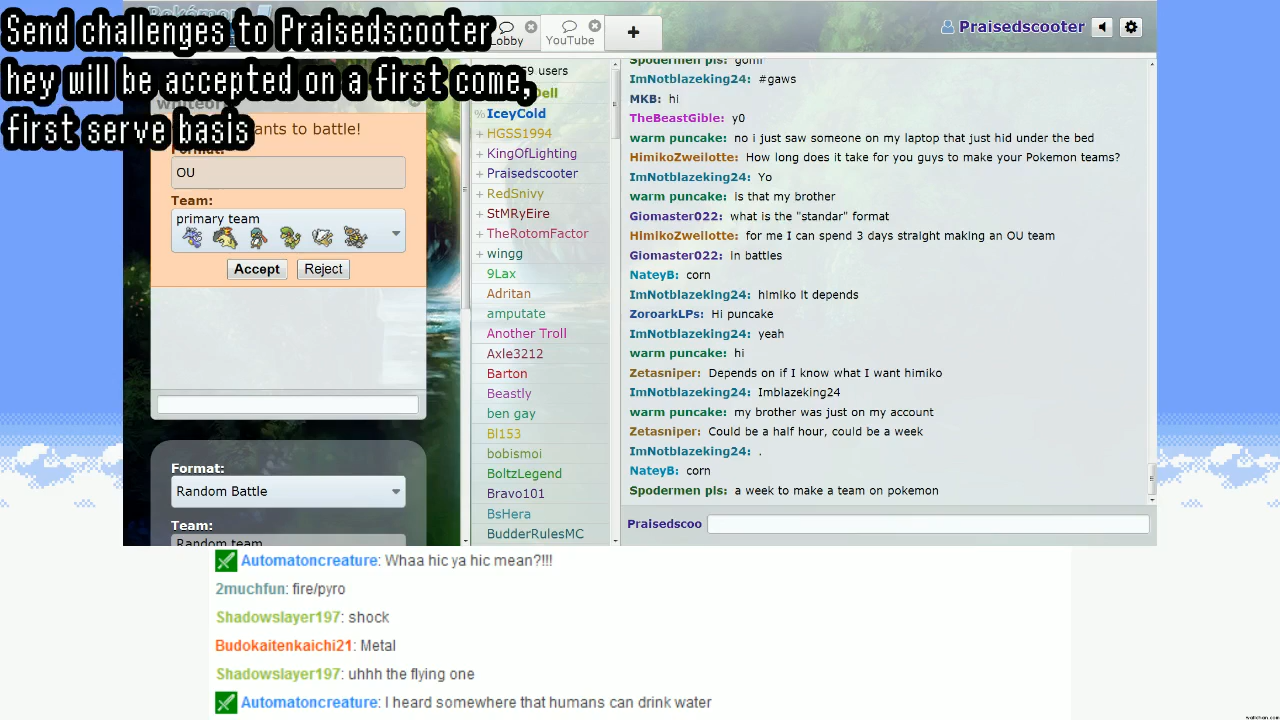 Send challenges to Praisedscooter
hey will be accepted on a first come,
first serve basis
Lobby
YouTube
+
Praisedscooter
ants to battle!
Format:
OU
Team:
primary team
Accept
Reject
Format:
Random Battle
Team:
Random team
59 users
Dell
%IceyCold
+HGSS1994
+KingOfLighting
+Praisedscooter
+RedSnivy
+StMRyEire
+TheRotomFactor
+wingg
9Lax
Adritan
amputate
Another Troll
Axle3212
Barton
Beastly
ben gay
Bl153
bobismoi
BoltzLegend
Bravo101
BsHera
BudderRulesMC
Spodermen pls: gomf
ImNotblazeking24: #gaws
MKB: hi
TheBeastGible: y0
warm puncake: no i just saw someone on my laptop that just hid under the bed
HimikoZweilotte: How long does it take for you guys to make your Pokemon teams?
ImNotblazeking24: Yo
warm puncake: is that my brother
Giomaster022: what is the "standar" format
HimikoZweilotte: for me I can spend 3 days straight making an OU team
Giomaster022: in battles
NateyB: corn
ImNotblazeking24: himiko it depends
ZoroarkLPs: Hi puncake
ImNotblazeking24: yeah
warm puncake: hi
Zetasniper: Depends on if I know what I want himiko
ImNotblazeking24: Imblazeking24
warm puncake: my brother was just on my account
Zetasniper: Could be a half hour, could be a week
ImNotblazeking24: .
NateyB: corn
Spodermen pls: a week to make a team on pokemon
Praisedscoo
Automatoncreature: Whaa hic ya hic mean?!!!
2muchfun: fire/pyro
Shadowslayer197: shock
Budokaitenkaichi21: Metal
Shadowslayer197: uhhh the flying one
Automatoncreature: I heard somewhere that humans can drink water
wallchan.com